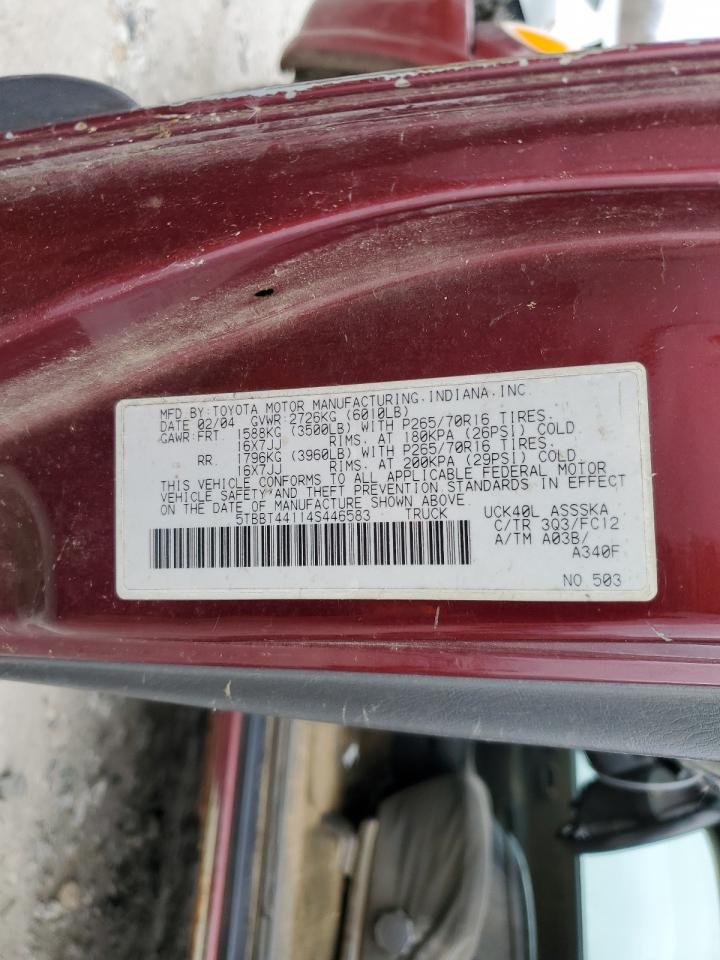 MFD BY:TOYOTA MOTOR MANUFACTURING,INDIANA,INC.
DATE 02/04 GVWR:2726KG (6010LB)
GAWR:FRT. 1588KG (3500LB) WITH P265/70R16 TIRES.
16X7JJ RIMS. AT 180KPA (26PSI) COLD
RR. 1796KG (3960LB) WITH P265/70R16 TIRES.
16X7JJ RIMS. AT 200KPA (29PSI) COLD
THIS VEHICLE CONFORMS TO ALL APPLICABLE FEDERAL MOTOR
VEHICLE SAFETY AND THEFT PREVENTION STANDARDS IN EFFECT
ON THE DATE OF MANUFACTURE SHOWN ABOVE.
5TBBT44114S446583 TRUCK
UCK40L ASSSKA
C/TR 3Q3/FC12
A/TM A03B/
A340F
NO.503